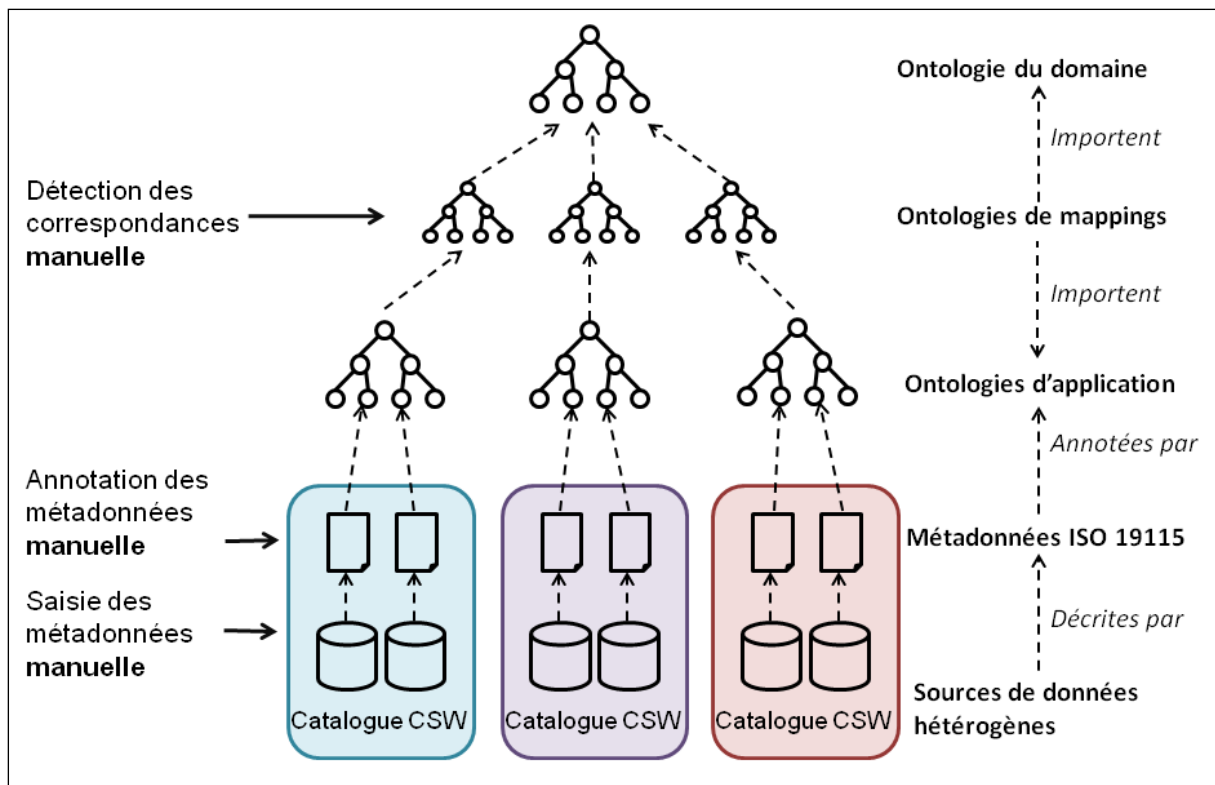 Ontologie du domaine
Importent
Détection des
correspondances
manuelle
Ontologies de mappings
Importent
Ontologies d'application
Annotées par
Annotation des
métadonnées
manuelle
Métadonnées ISO 19115
Saisie des
métadonnées
manuelle
Décrites par
Sources de données
hétérogènes
Catalogue CSW
Catalogue CSW
Catalogue CSW